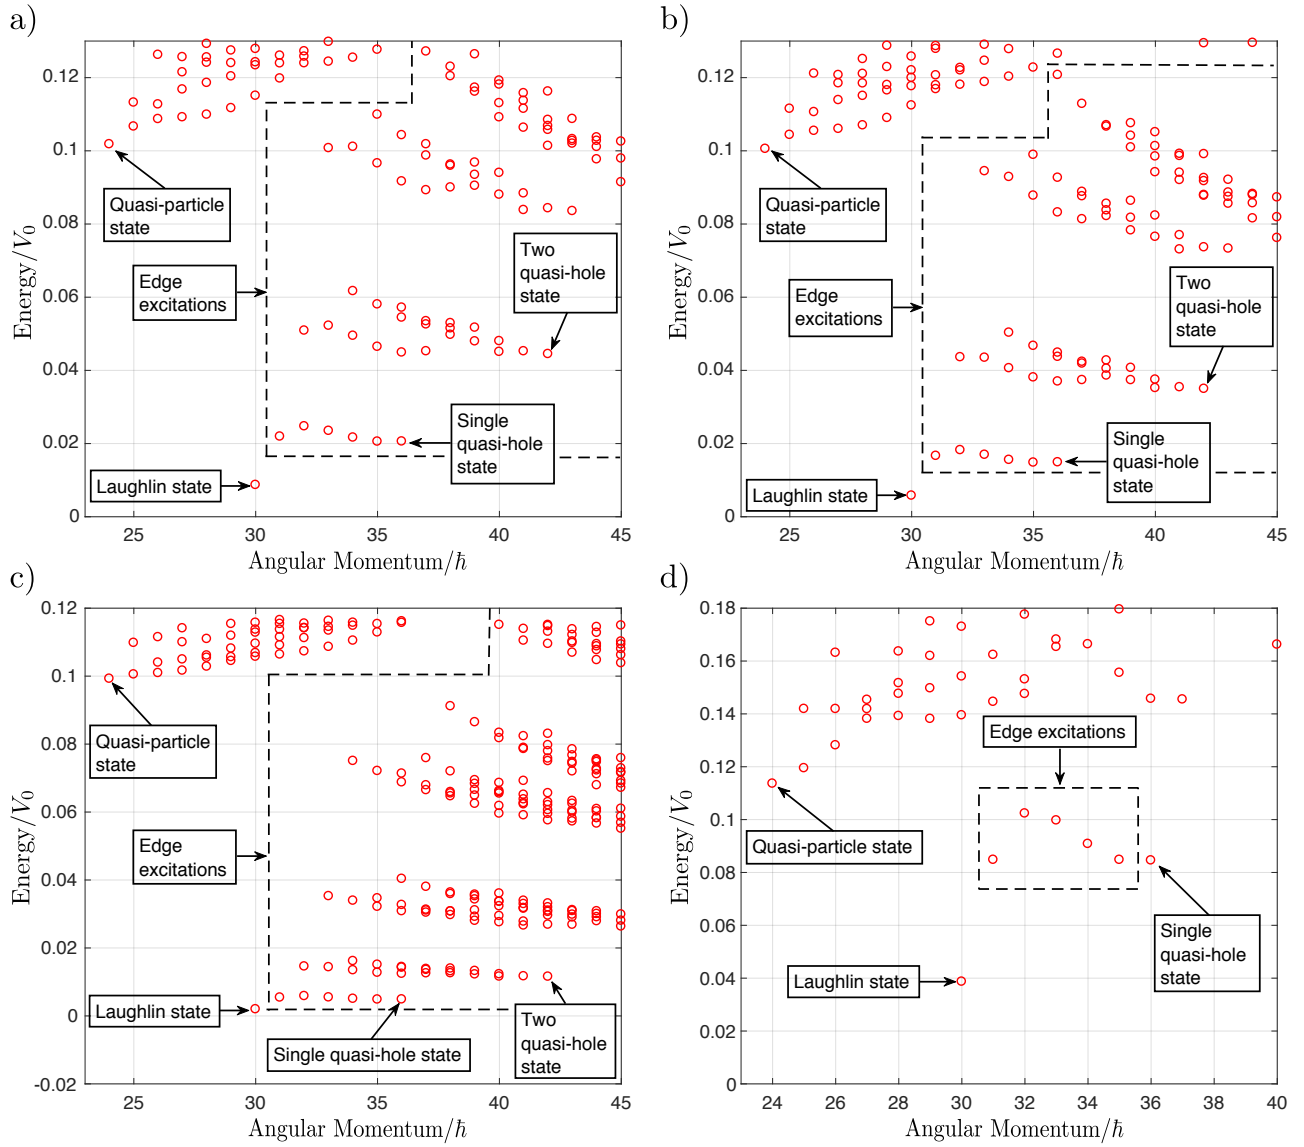 a)
0.12
0.1
0.08
0.06
0.04
0.02
0
Energy/V₀
Quasi-particle
state
Edge
excitations
Two
quasi-hole
state
Single
quasi-hole
state
Laughlin state
25
30
35
40
45
Angular Momentum/ħ
b)
0.12
0.1
0.08
0.06
0.04
0.02
0
Energy/V₀
Quasi-particle
state
Edge
excitations
Two
quasi-hole
state
Single
quasi-hole
state
Laughlin state
25
30
35
40
45
Angular Momentum/ħ
c)
0.12
0.1
0.08
0.06
0.04
0.02
0
-0.02
Energy/V₀
Quasi-particle
state
Edge
excitations
Laughlin state
Single quasi-hole state
Two
quasi-hole
state
25
30
35
40
45
Angular Momentum/ħ
d)
0.18
0.16
0.14
0.12
0.1
0.08
0.06
0.04
0.02
0
Energy/V₀
Edge excitations
Quasi-particle state
Single
quasi-hole
state
Laughlin state
24
26
28
30
32
34
36
38
40
Angular Momentum/ħ